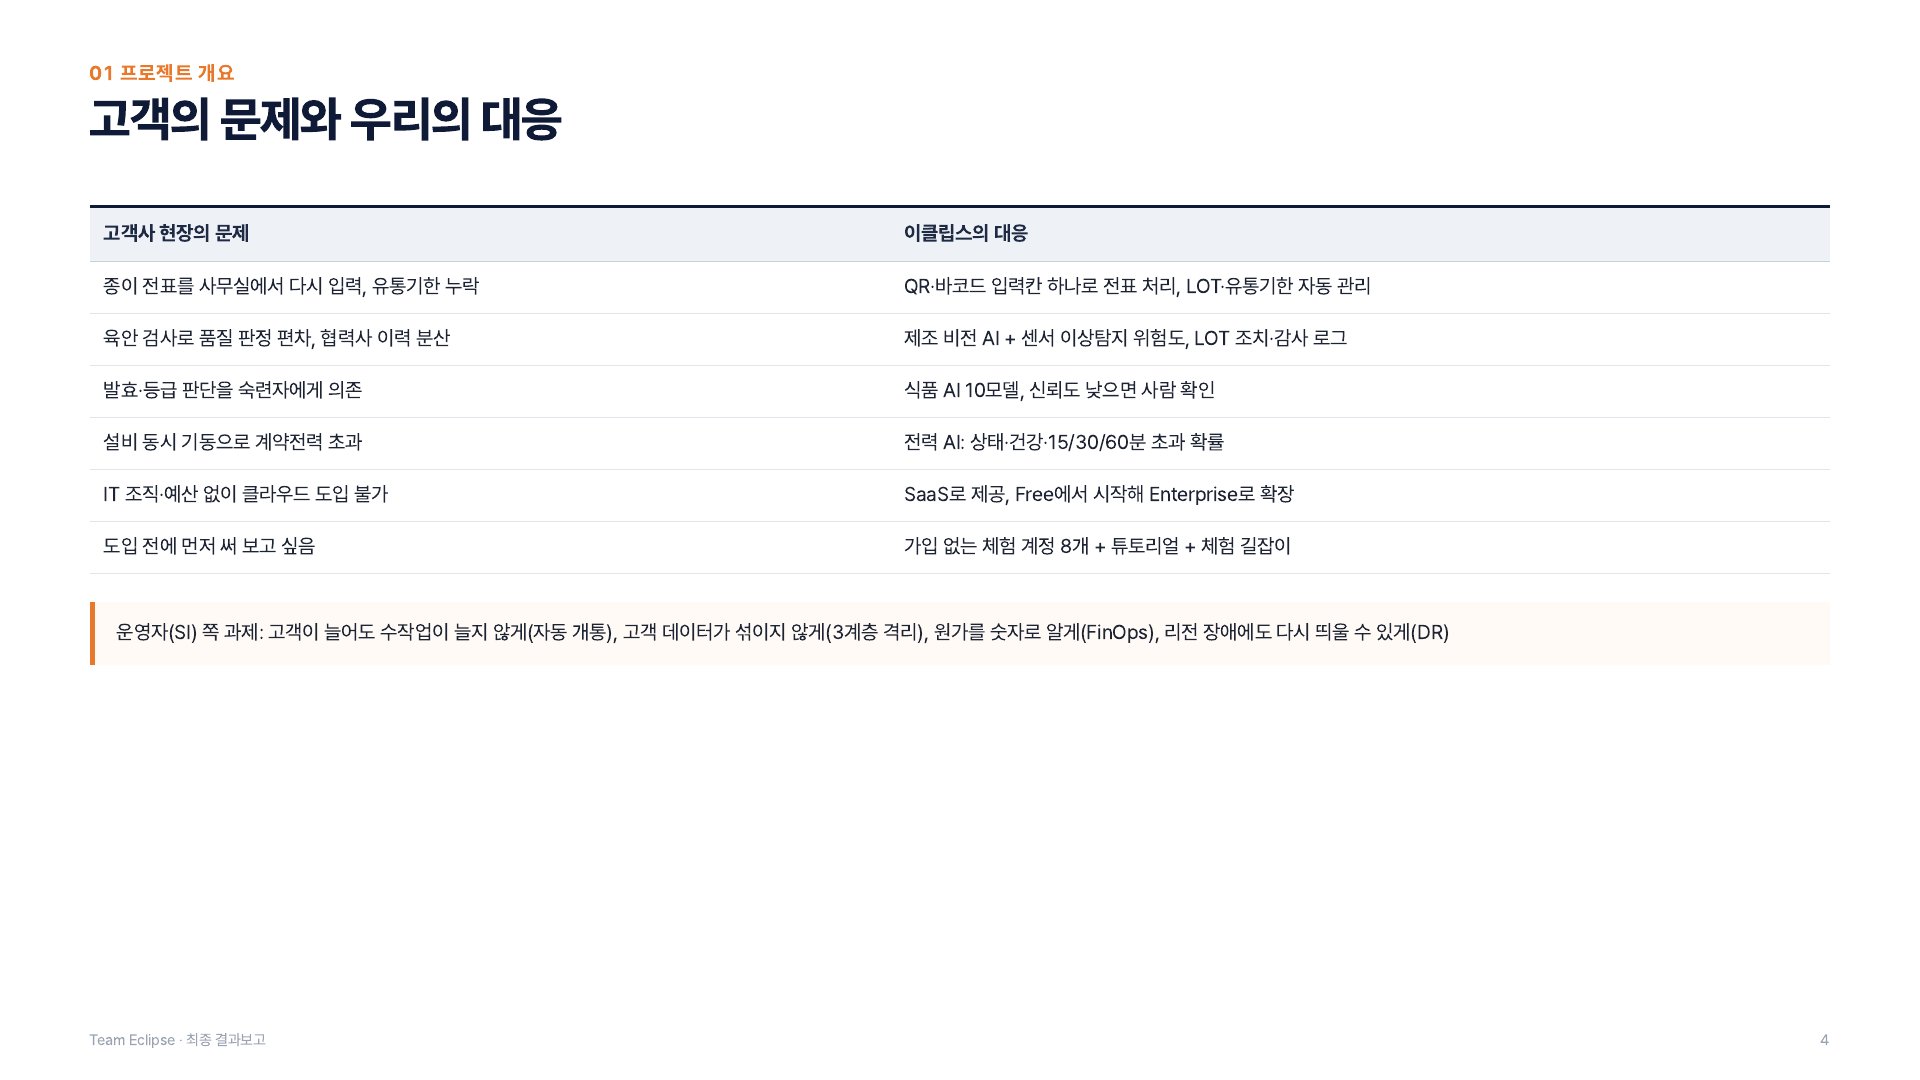 01 프로젝트 개요
고객의 문제와 우리의 대응
고객사 현장의 문제 이클립스의 대응
종이 전표를 사무실에서 다시 입력, 유통기한 누락 QR·바코드 입력칸 하나로 전표 처리, LOT·유통기한 자동 관리
육안 검사로 품질 판정 편차, 협력사 이력 분산 제조 비전 AI + 센서 이상탐지 위험도, LOT 조치·감사 로그
발효·등급 판단을 숙련자에게 의존 식품 AI 10모델, 신뢰도 낮으면 사람 확인
설비 동시 기동으로 계약전력 초과 전력 AI: 상태·건강·15/30/60분 초과 확률
IT 조직·예산 없이 클라우드 도입 불가 SaaS로 제공, Free에서 시작해 Enterprise로 확장
도입 전에 먼저 써 보고 싶음 가입 없는 체험 계정 8개 + 튜토리얼 + 체험 길잡이
운영자(SI) 쪽 과제: 고객이 늘어도 수작업이 늘지 않게(자동 개통), 고객 데이터가 섞이지 않게(3계층 격리), 원가를 숫자로 알게(FinOps), 리전 장애에도 다시 띄울 수 있게(DR)
Team Eclipse · 최종 결과보고 4